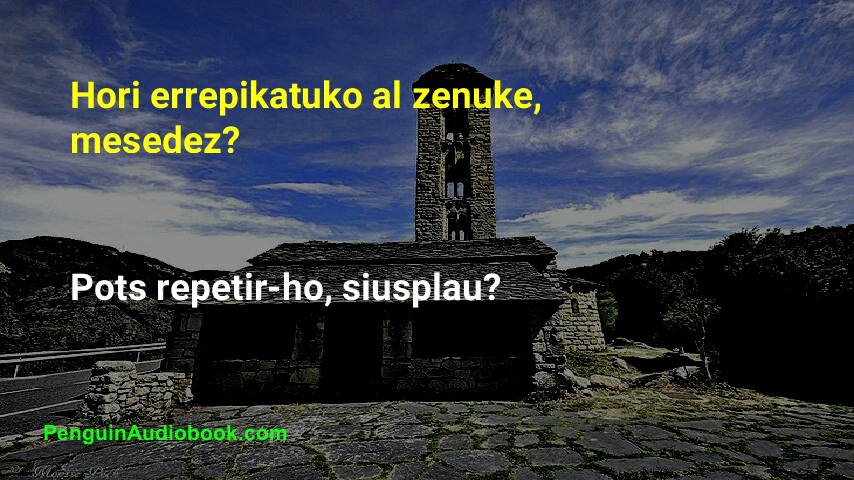 Hori errepikatuko al zenuke,
mesedez?
Pots repetir-ho, siusplau?
PenguinAudiobook.com